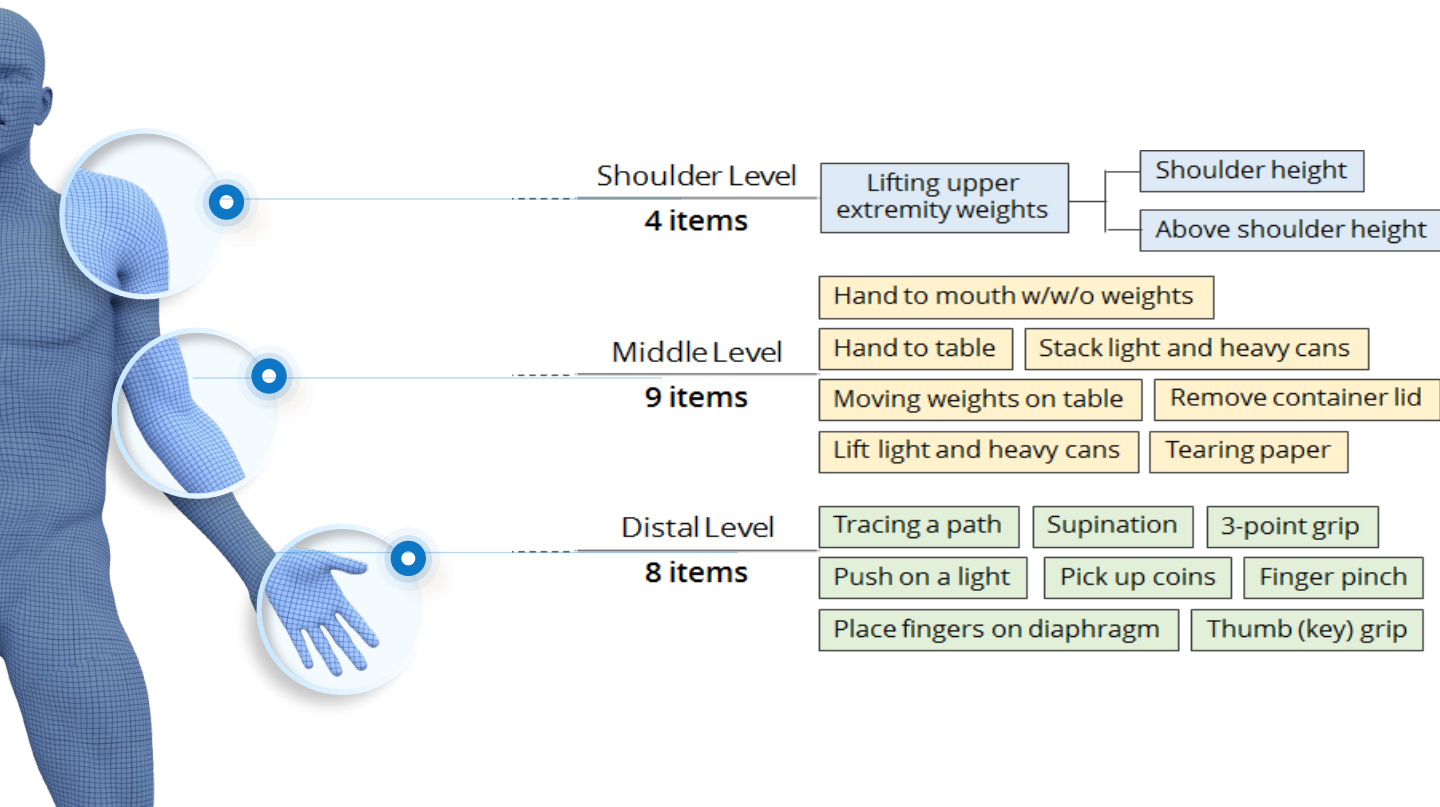 Shoulder Level
4 items
Lifting upper
extremity weights
Shoulder height
Above shoulder height
Middle Level
9 items
Hand to mouth w/w/o weights
Hand to table
Stack light and heavy cans
Moving weights on table
Remove container lid
Lift light and heavy cans
Tearing paper
Distal Level
8 items
Tracing a path
Supination
3-point grip
Push on a light
Pick up coins
Finger pinch
Place fingers on diaphragm
Thumb (key) grip